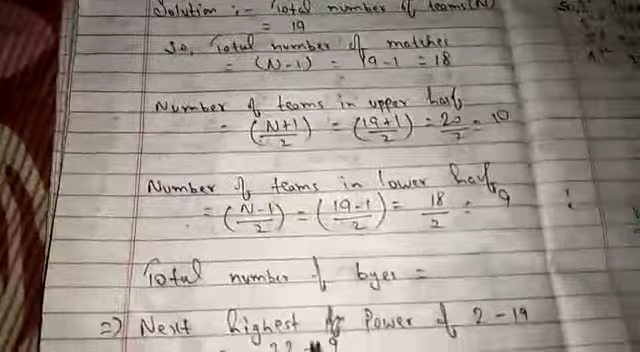 Solution :- Total number of teams (N)
= 19
So, Total number of matches
= (N-1) = 19-1 = 18
Number of teams in upper half
= (N+1/2) = (19+1/2) = 20/2 = 10
Number of teams in lower half
= (N-1/2) = (19-1/2) = 18/2 = 9
Total number of byes =
=> Next highest Power of 2 - 19